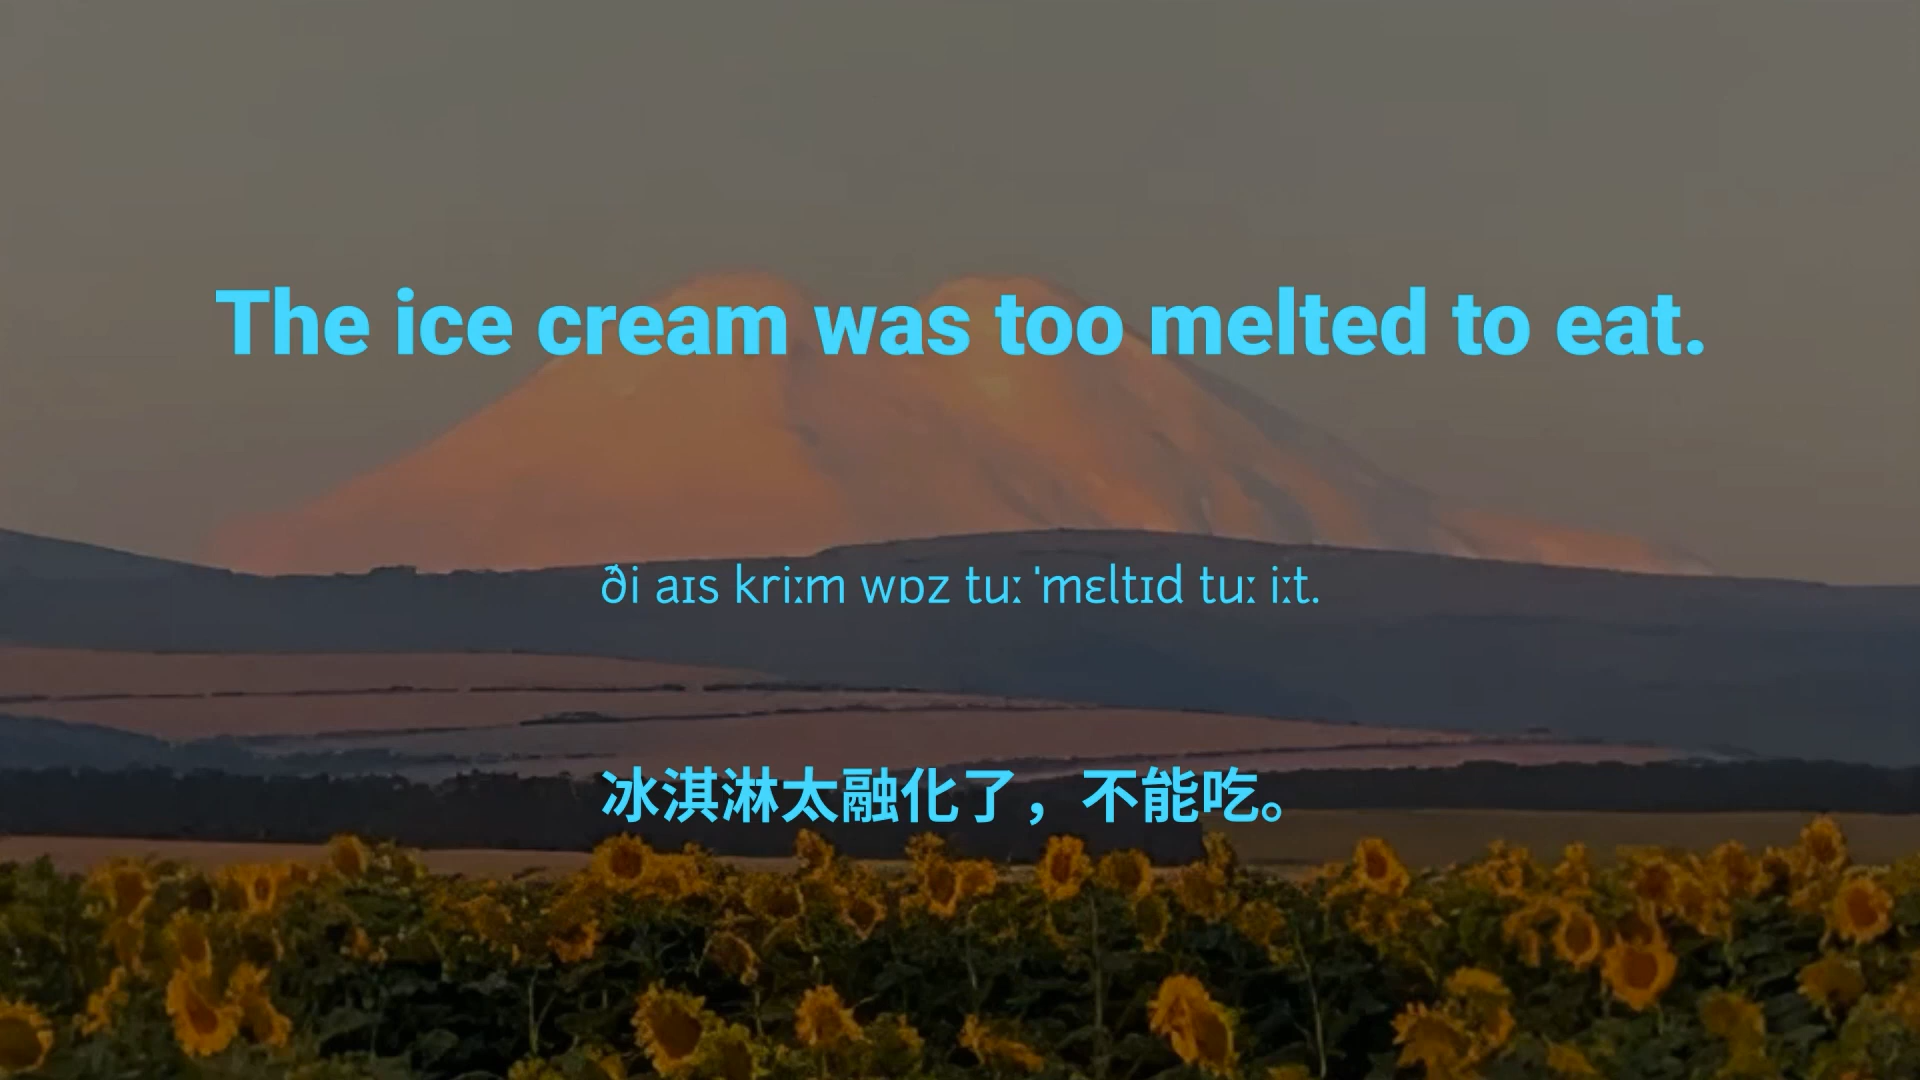 The ice cream was too melted to eat.
ði aɪs kriːm wɒz tuː ˈmɛltɪd tuː iːt.
冰淇淋太融化了，不能吃。